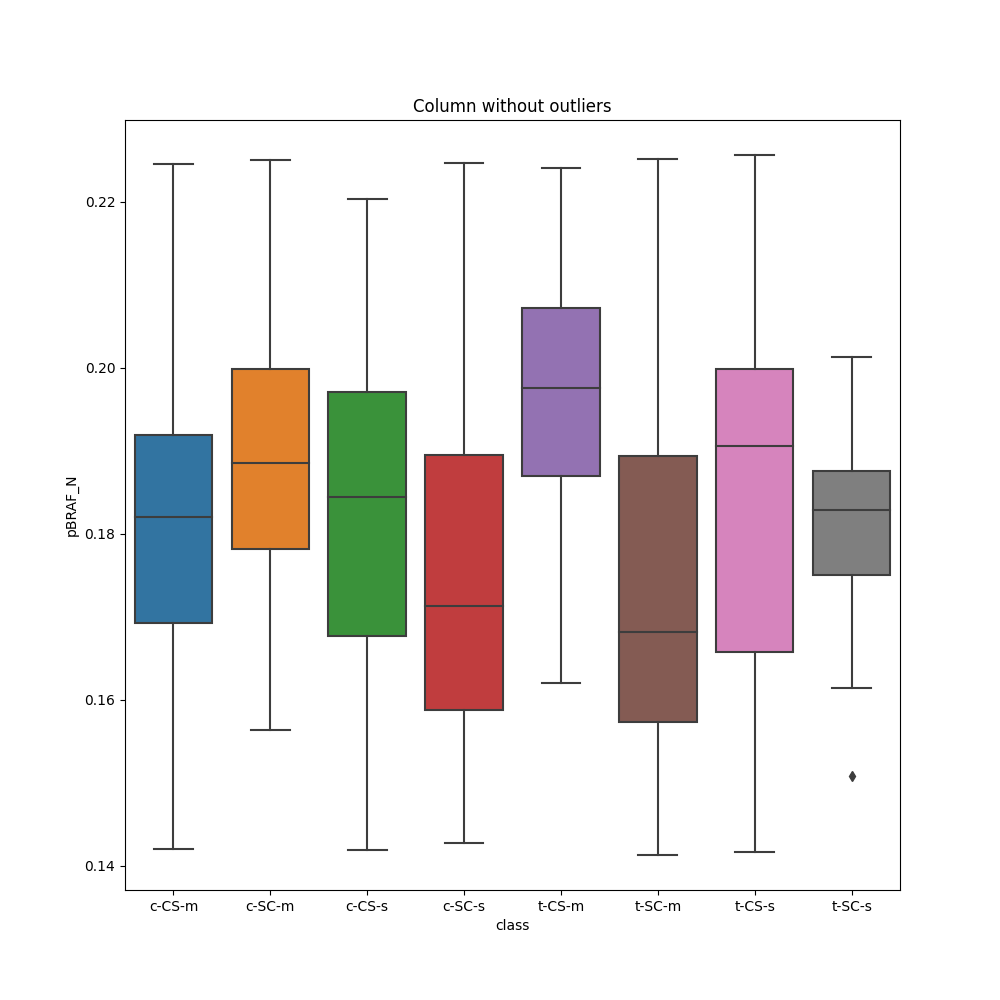 Column without outliers
0.22
0.20
0.18
0.16
0.14
pBRAF_N
c-CS-m c-SC-m c-CS-s c-SC-s t-CS-m t-SC-m t-CS-s t-SC-s
class